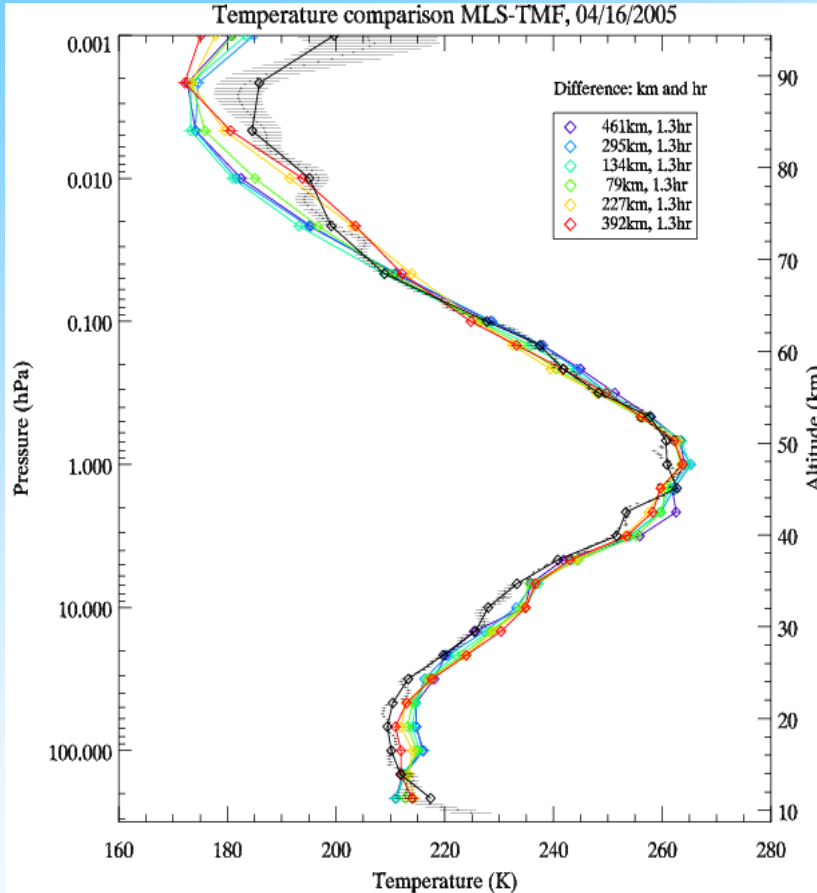 Temperature comparison MLS-TMF, 04/16/2005
0.001
0.010
0.100
1.000
10.000
100.000
Pressure (hPa)
Difference: km and hr
461km, 1.3hr
295km, 1.3hr
134km, 1.3hr
79km, 1.3hr
227km, 1.3hr
392km, 1.3hr
90
80
70
60
50
40
30
20
10
Altitude (km)
160 180 200 220 240 260 280
Temperature (K)